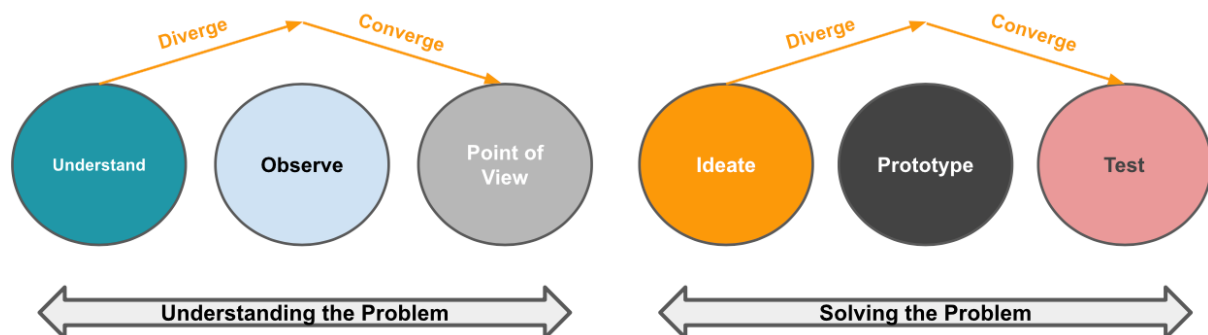 Diverge
Converge
Diverge
Converge
Understand
Observe
Point of
View
Ideate
Prototype
Test
Understanding the Problem
Solving the Problem